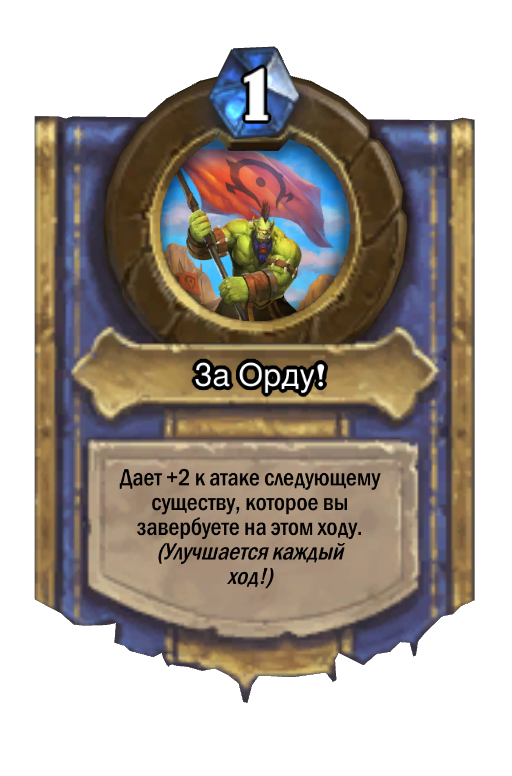 1
За Орду!
Дает +2 к атаке следующему
существу, которое вы
завербуете на этом ходу.
(Улучшается каждый
ход!)